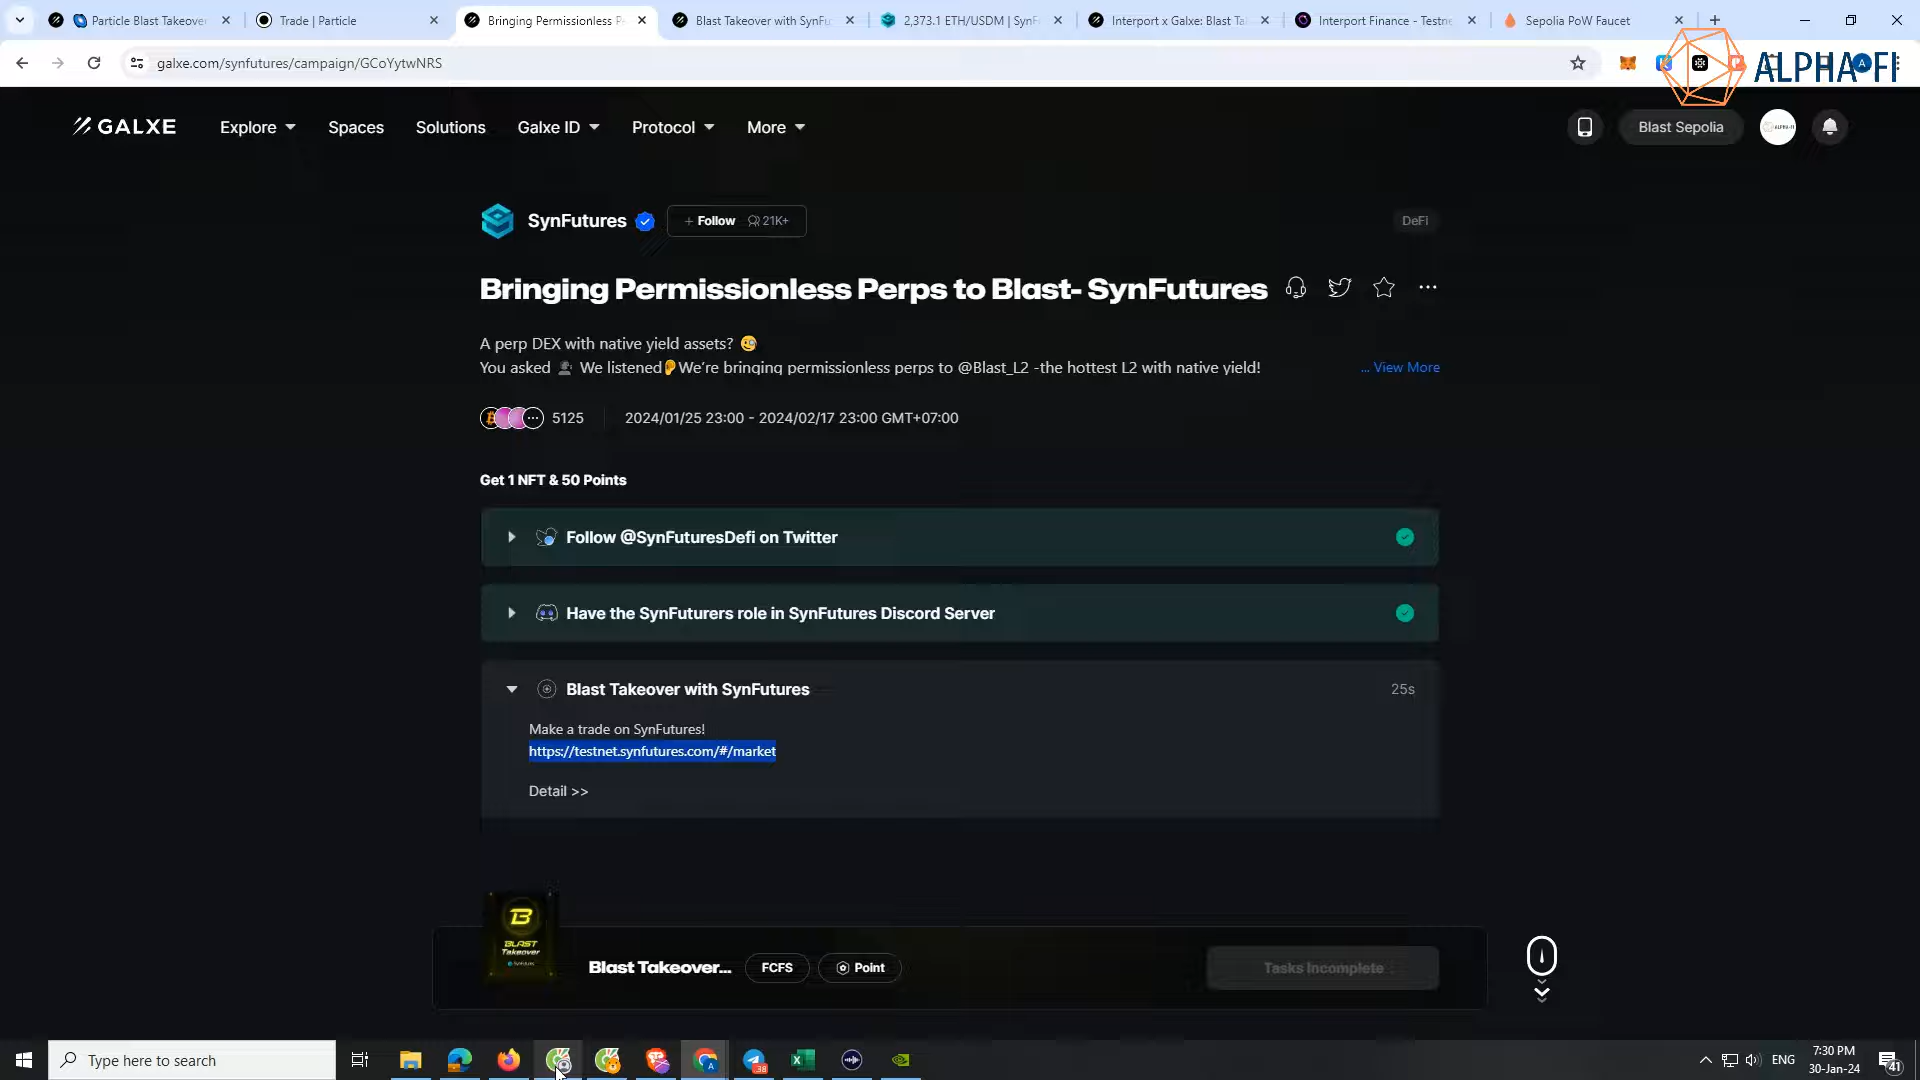 Particle Blast Takeover
Trade | Particle
Bringing Permissionless P
Blast Takeover with SynFu
2,373.1 ETH/USDM | SynF
Interport x Galxe: Blast Ta
Interport Finance - Testne
Sepolia PoW Faucet
galxe.com/synfutures/campaign/GCoYytwNRS
ALPHA FI
GALXE
Explore
Spaces
Solutions
Galxe ID
Protocol
More
Blast Sepolia
SynFutures
+ Follow 21K+
DeFi
Bringing Permissionless Perps to Blast- SynFutures
A perp DEX with native yield assets? 🧐
You asked 🗣 We listened👂We’re bringing permissionless perps to @Blast_L2 -the hottest L2 with native yield!
... View More
5125
2024/01/25 23:00 - 2024/02/17 23:00 GMT+07:00
Get 1 NFT & 50 Points
Follow @SynFuturesDefi on Twitter
Have the SynFuturers role in SynFutures Discord Server
Blast Takeover with SynFutures
25s
Make a trade on SynFutures!
https://testnet.synfutures.com/#/market
Detail >>
BLAST
Takeover
Blast Takeover...
FCFS
Point
Tasks Incomplete
Type here to search
38
ENG
7:30 PM
30-Jan-24
41